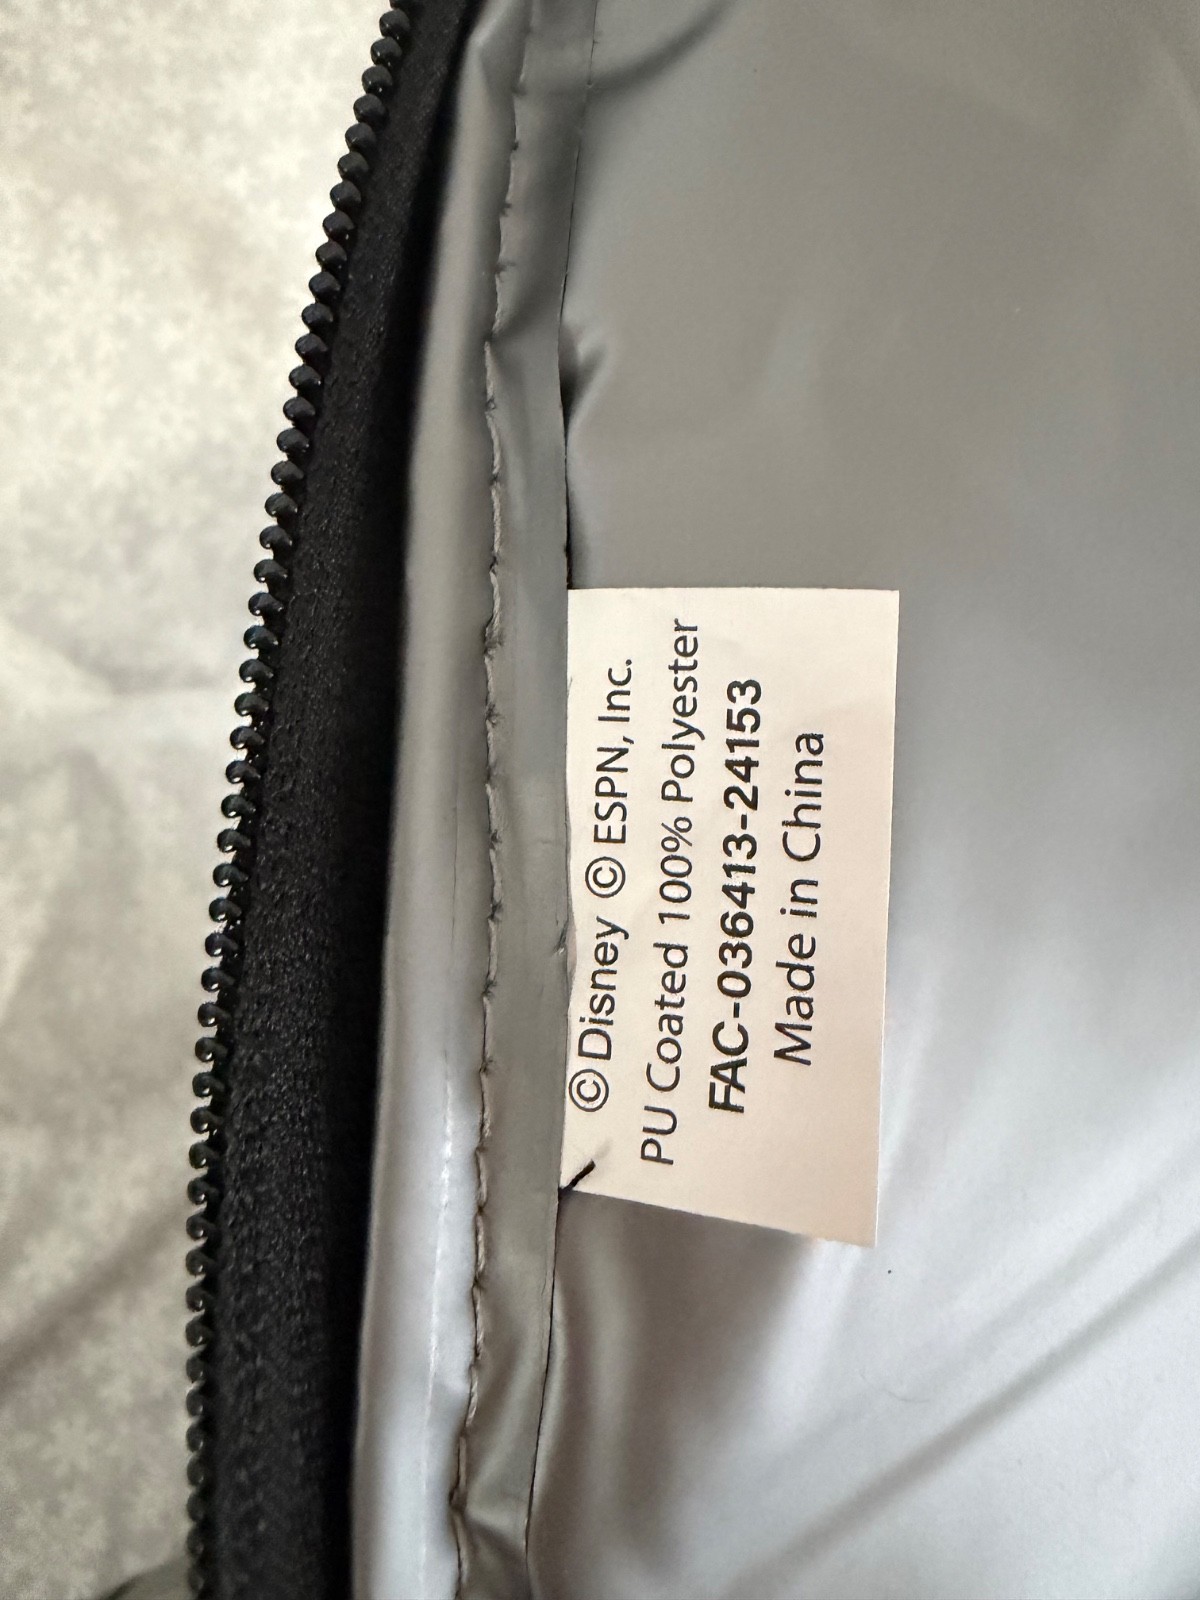 © Disney © ESPN, Inc.
PU Coated 100% Polyester
FAC-036413-24153
Made in China